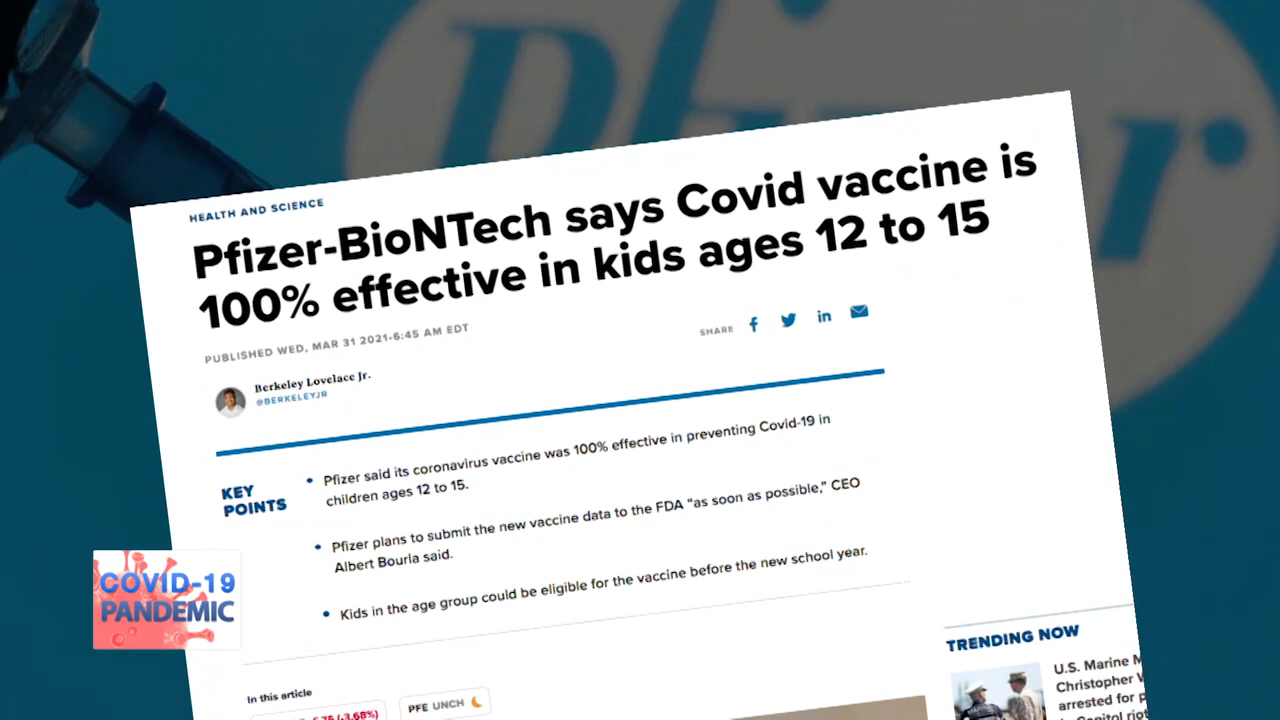 Pfizer
HEALTH AND SCIENCE
Pfizer-BioNTech says Covid vaccine is
100% effective in kids ages 12 to 15
PUBLISHED WED, MAR 31 2021•6:45 AM EDT
SHARE
Berkeley Lovelace Jr.
@BERKELEYJR
KEY
POINTS
• Pfizer said its coronavirus vaccine was 100% effective in preventing Covid-19 in
children ages 12 to 15.
• Pfizer plans to submit the new vaccine data to the FDA "as soon as possible," CEO
Albert Bourla said.
• Kids in the age group could be eligible for the vaccine before the new school year.
COVID-19
PANDEMIC
In this article
PFE UNCH
TRENDING NOW
U.S. Marine
Christopher
arrested for
Capitol riot